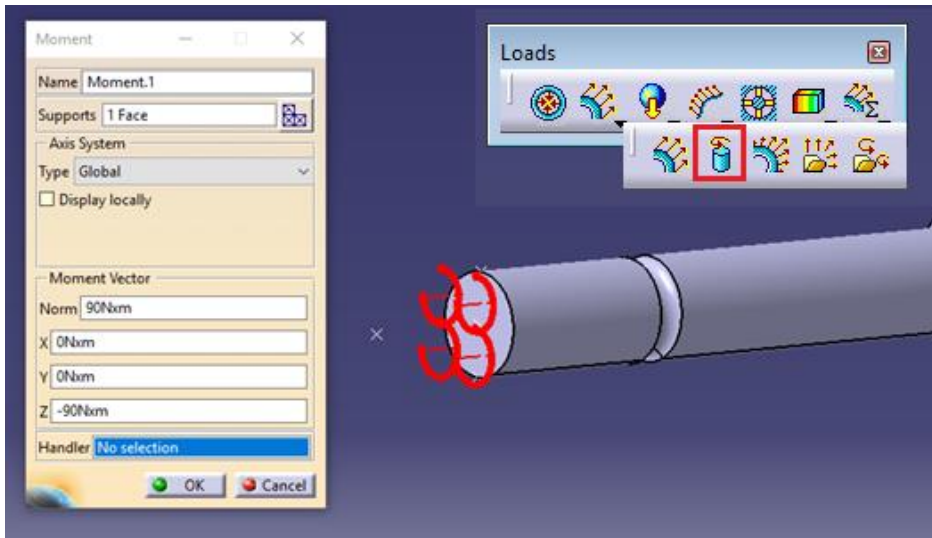 Moment
Name Moment.1
Supports 1 Face
Axis System
Type Global
Display locally
Moment Vector
Norm 90Nxm
X 0Nxm
Y 0Nxm
Z -90Nxm
Handler No selection
OK Cancel
Loads